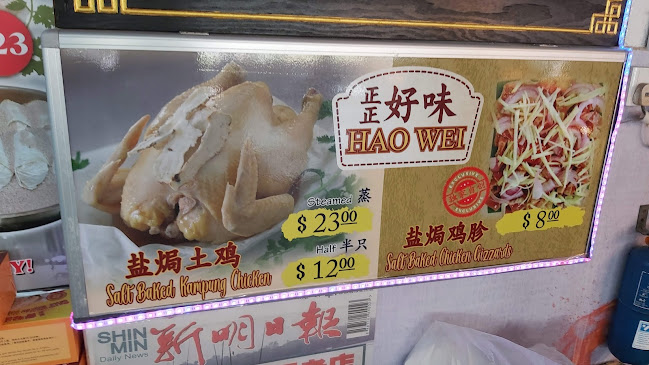 23
Y!
正正好味
HAO WEI
Steamed 蒸
$ 23.00
Half 半只
$ 12.00
盐焗土鸡
Salt Baked Kampung Chicken
$ 8.00
盐焗鸡胗
Salt Baked Chicken Gizzards
SHIN MIN
Daily News
新明日報